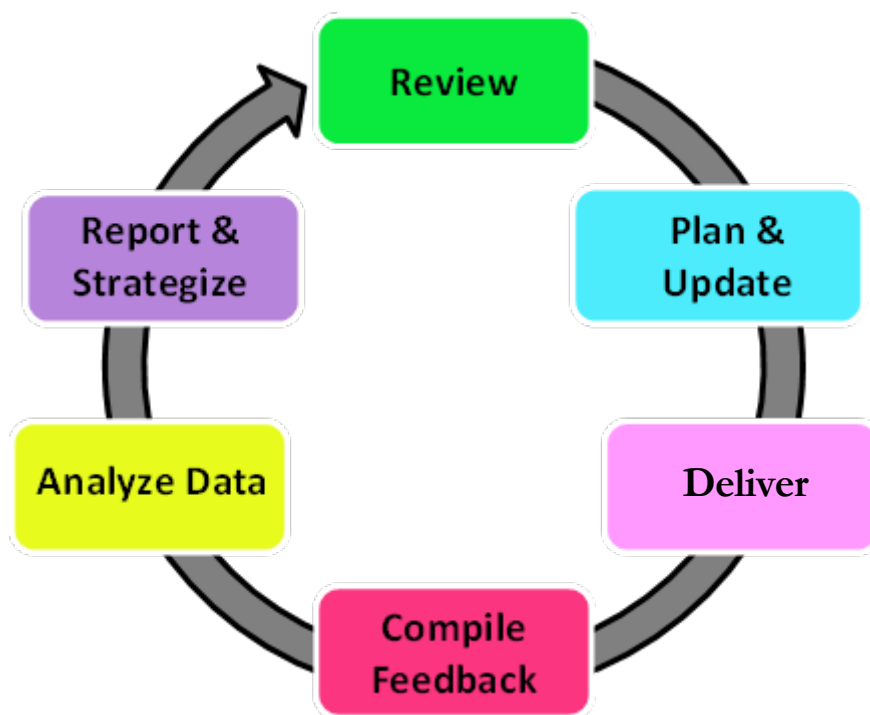 Review
Plan &
Update
Deliver
Compile
Feedback
Analyze Data
Report &
Strategize